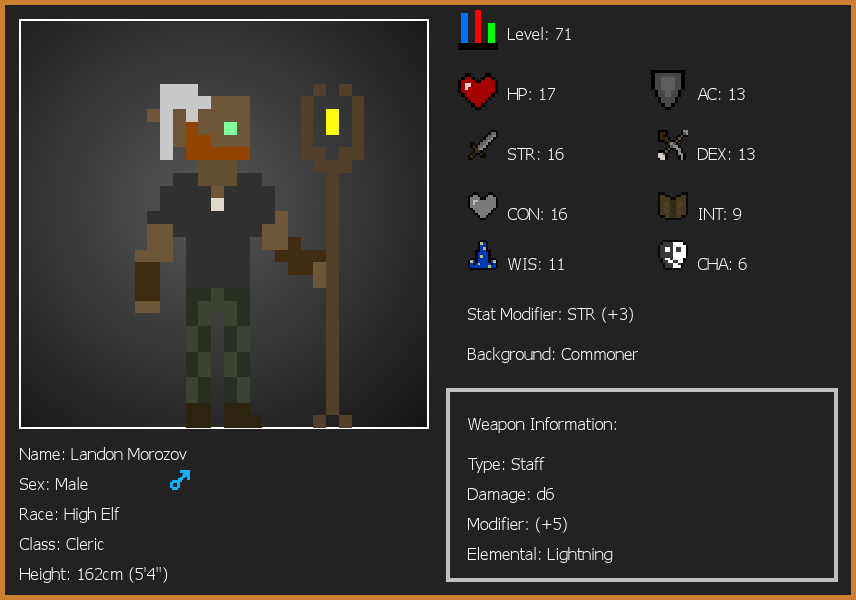 Level: 71
HP: 17
AC: 13
STR: 16
DEX: 13
CON: 16
INT: 9
WIS: 11
CHA: 6
Stat Modifier: STR (+3)
Background: Commoner
Weapon Information:
Type: Staff
Damage: d6
Modifier: (+5)
Elemental: Lightning
Name: Landon Morozov
Sex: Male
Race: High Elf
Class: Cleric
Height: 162cm (5'4")